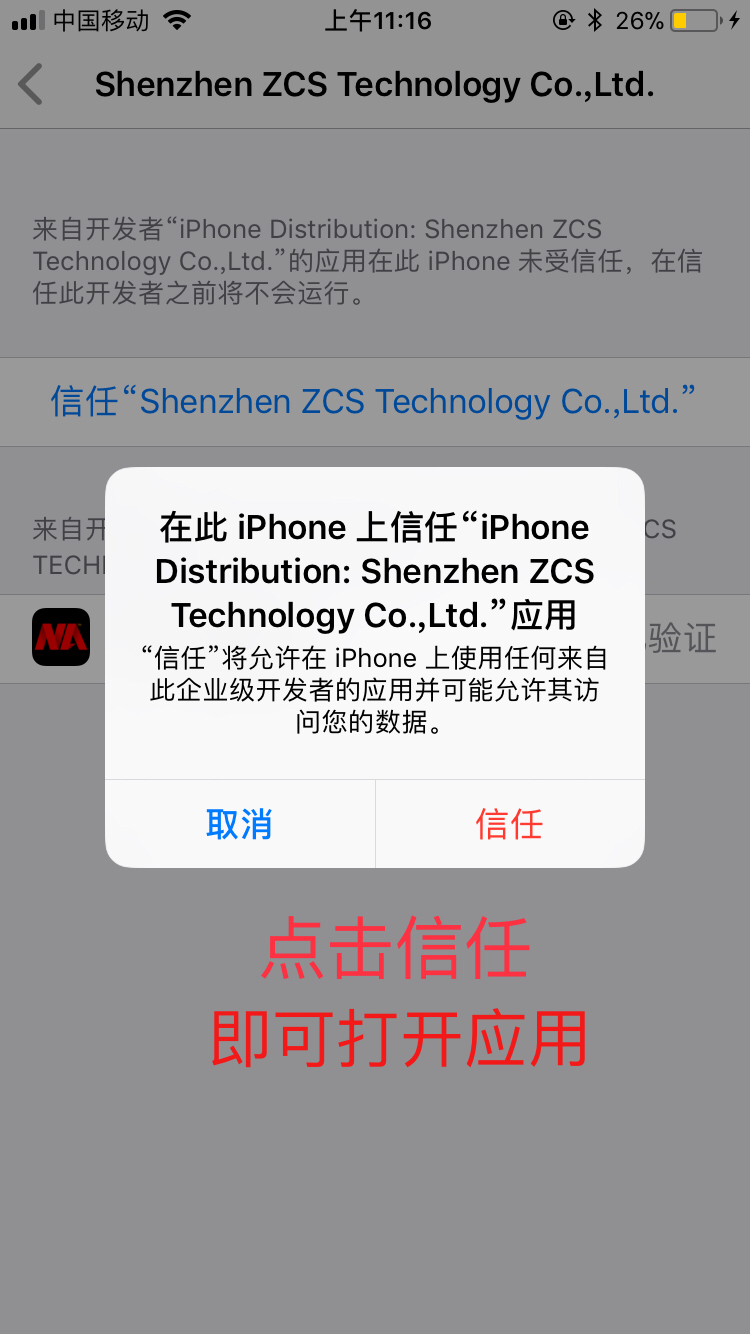 中国移动
上午11:16
26%
Shenzhen ZCS Technology Co.,Ltd.
来自开发者“iPhone Distribution: Shenzhen ZCS
Technology Co.,Ltd.”的应用在此 iPhone 未受信任，在信
任此开发者之前将不会运行。
信任“Shenzhen ZCS Technology Co.,Ltd.”
在此 iPhone 上信任“iPhone
Distribution: Shenzhen ZCS
Technology Co.,Ltd.”应用
“信任”将允许在 iPhone 上使用任何来自
此企业级开发者的应用并可能允许其访
问您的数据。
取消
信任
来自开
CS
TECH
NA
验证
点击信任
即可打开应用